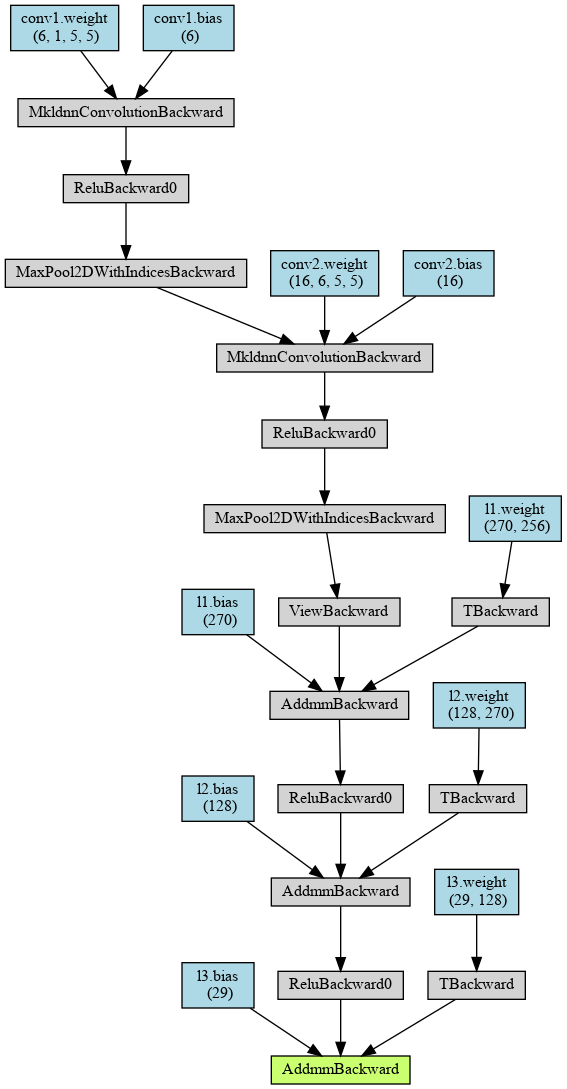 conv1.weight
(6, 1, 5, 5)
conv1.bias
(6)
MkldnnConvolutionBackward
ReluBackward0
MaxPool2DWithIndicesBackward
conv2.weight
(16, 6, 5, 5)
conv2.bias
(16)
MkldnnConvolutionBackward
ReluBackward0
MaxPool2DWithIndicesBackward
l1.weight
(270, 256)
l1.bias
(270)
ViewBackward
TBackward
AddmmBackward
l2.weight
(128, 270)
l2.bias
(128)
ReluBackward0
TBackward
AddmmBackward
l3.weight
(29, 128)
l3.bias
(29)
ReluBackward0
TBackward
AddmmBackward